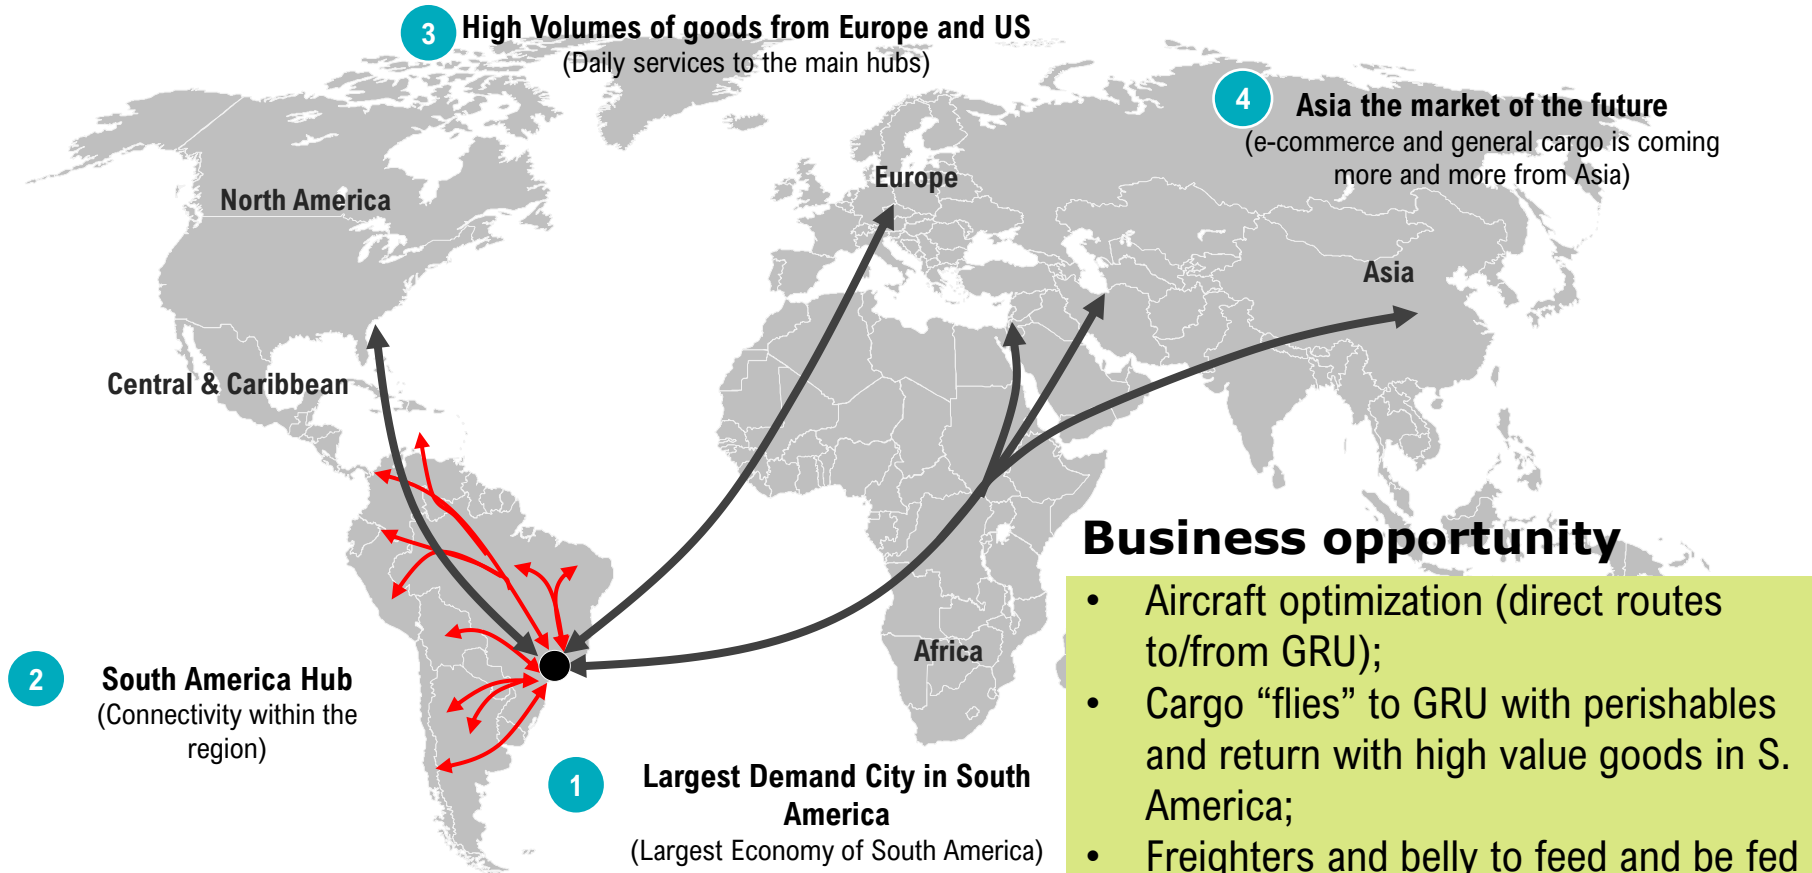 3
High Volumes of goods from Europe and US
(Daily services to the main hubs)
4
Asia the market of the future
(e-commerce and general cargo is coming
more and more from Asia)
North America
Europe
Asia
Central & Caribbean
Africa
2
South America Hub
(Connectivity within the
region)
1
Largest Demand City in South
America
(Largest Economy of South America)
Business opportunity
• Aircraft optimization (direct routes
to/from GRU);
• Cargo “flies” to GRU with perishables
and return with high value goods in S.
America;
• Freighters and belly to feed and be fed